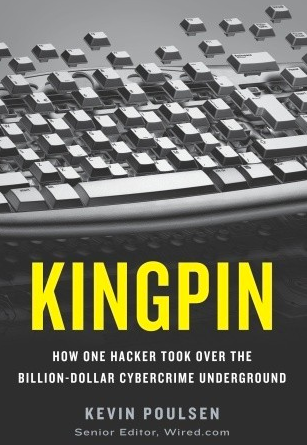 KINGPIN
HOW ONE HACKER TOOK OVER THE
BILLION-DOLLAR CYBERCRIME UNDERGROUND
KEVIN POULSEN
Senior Editor, Wired.com